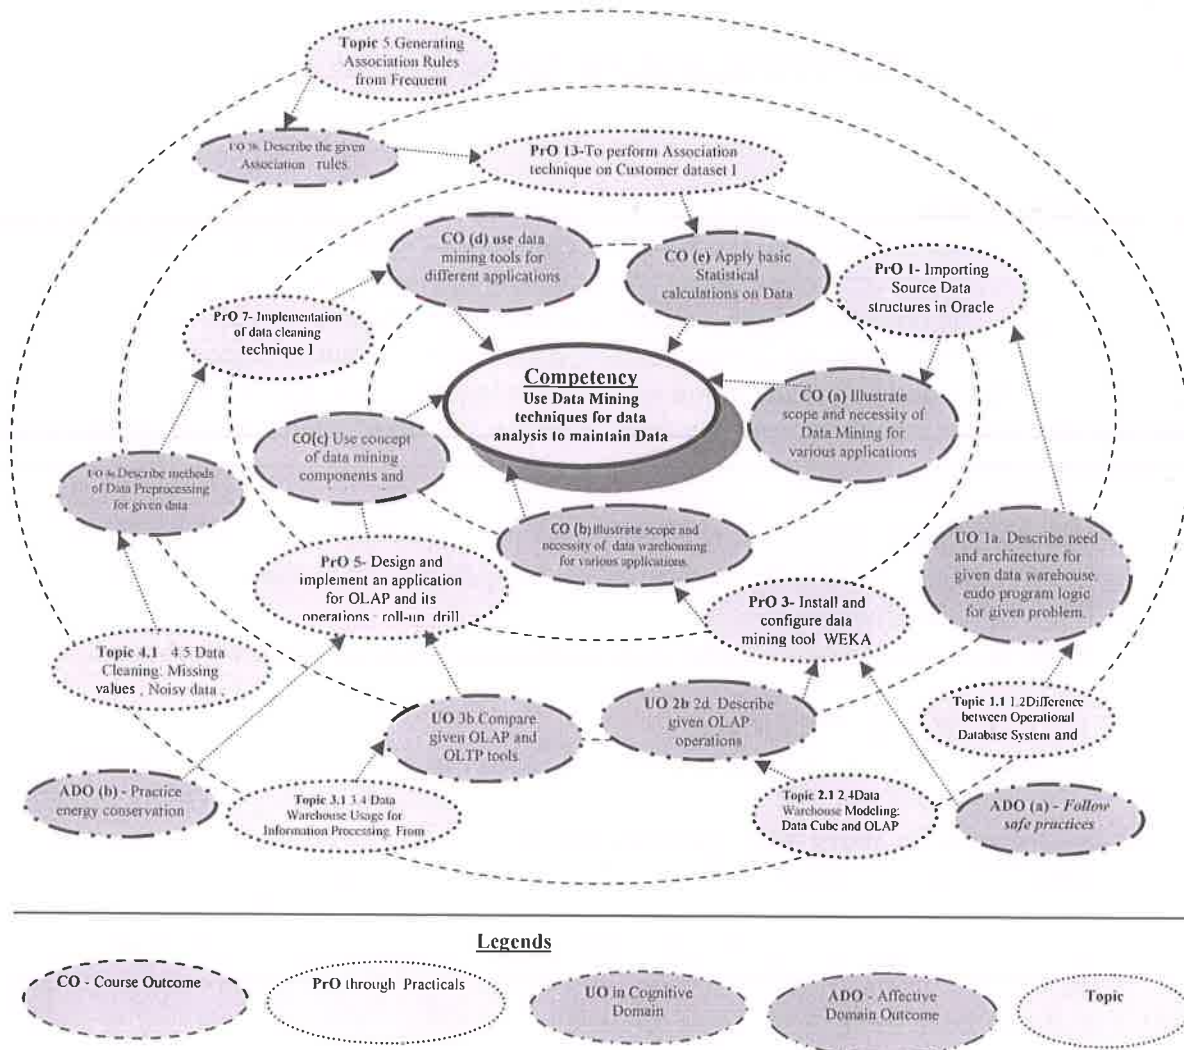 Topic 5 Generating
Association Rules
from Frequent
Describe the given
Association rules
PrO 13-To perform Association
technique on Customer dataset I
CO (d) use data
mining tools for
different applications
CO (e) Apply basic
Statistical
calculations on Data
PrO 1- Importing
Source Data
structures in Oracle
PrO 7- Implementation
of data cleaning
technique I
Competency
Use Data Mining
techniques for data
analysis to maintain Data
CO (a) Illustrate
scope and necessity of
Data Mining for
various applications
CO(c) Use concept
of data mining
components and
Describe methods
of Data Preprocessing
for given data
CO (b) Illustrate scope and
necessity of data warehousing
for various applications.
UO 1a. Describe need
and architecture for
given data warehouse.
eudo program logic
for given problem.
PrO 5- Design and
implement an application
for OLAP and its
operations - roll-up, drill
PrO 3- Install and
configure data
mining tool WEKA
Topic 4.1 - 4.5 Data
Cleaning: Missing
values , Noisy data ,
UO 3b Compare
given OLAP and
OLTP tools.
UO 2b 2d. Describe
given OLAP
operations
Topic 1.1 1.2Difference
between Operational
Database System and
ADO (b) - Practice
energy conservation
Topic 3.1 3.4 Data
Warehouse Usage for
Information Processing, From
Topic 2.1 2.4Data
Warehouse Modeling:
Data Cube and OLAP
ADO (a) - Follow
safe practices
Legends
CO - Course Outcome
PrO through Practicals
UO in Cognitive
Domain
ADO - Affective
Domain Outcome
Topic